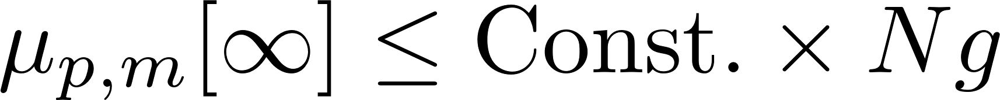 μ_{p,m}[∞] ≤ Const. × Ng